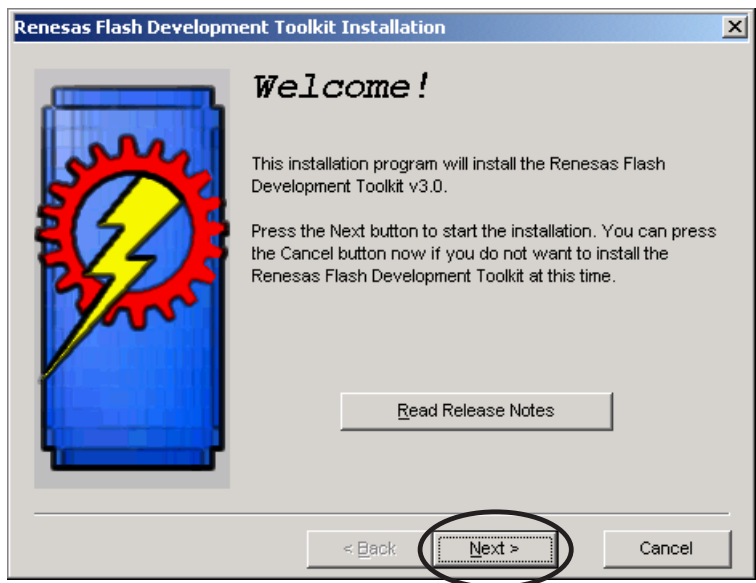 Renesas Flash Development Toolkit Installation
Welcome!
This installation program will install the Renesas Flash
Development Toolkit v3.0.
Press the Next button to start the installation. You can press
the Cancel button now if you do not want to install the
Renesas Flash Development Toolkit at this time.
Read Release Notes
< Back Next > Cancel